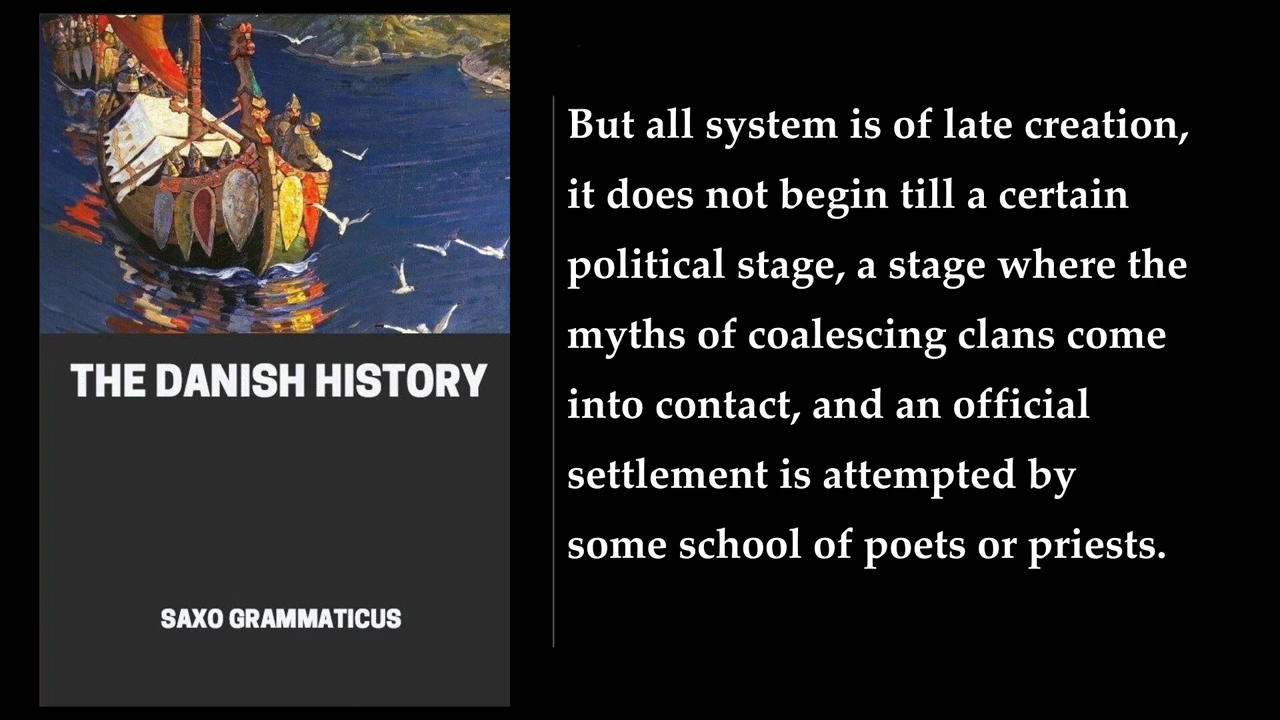 THE DANISH HISTORY
SAXO GRAMMATICUS
But all system is of late creation,
it does not begin till a certain
political stage, a stage where the
myths of coalescing clans come
into contact, and an official
settlement is attempted by
some school of poets or priests.